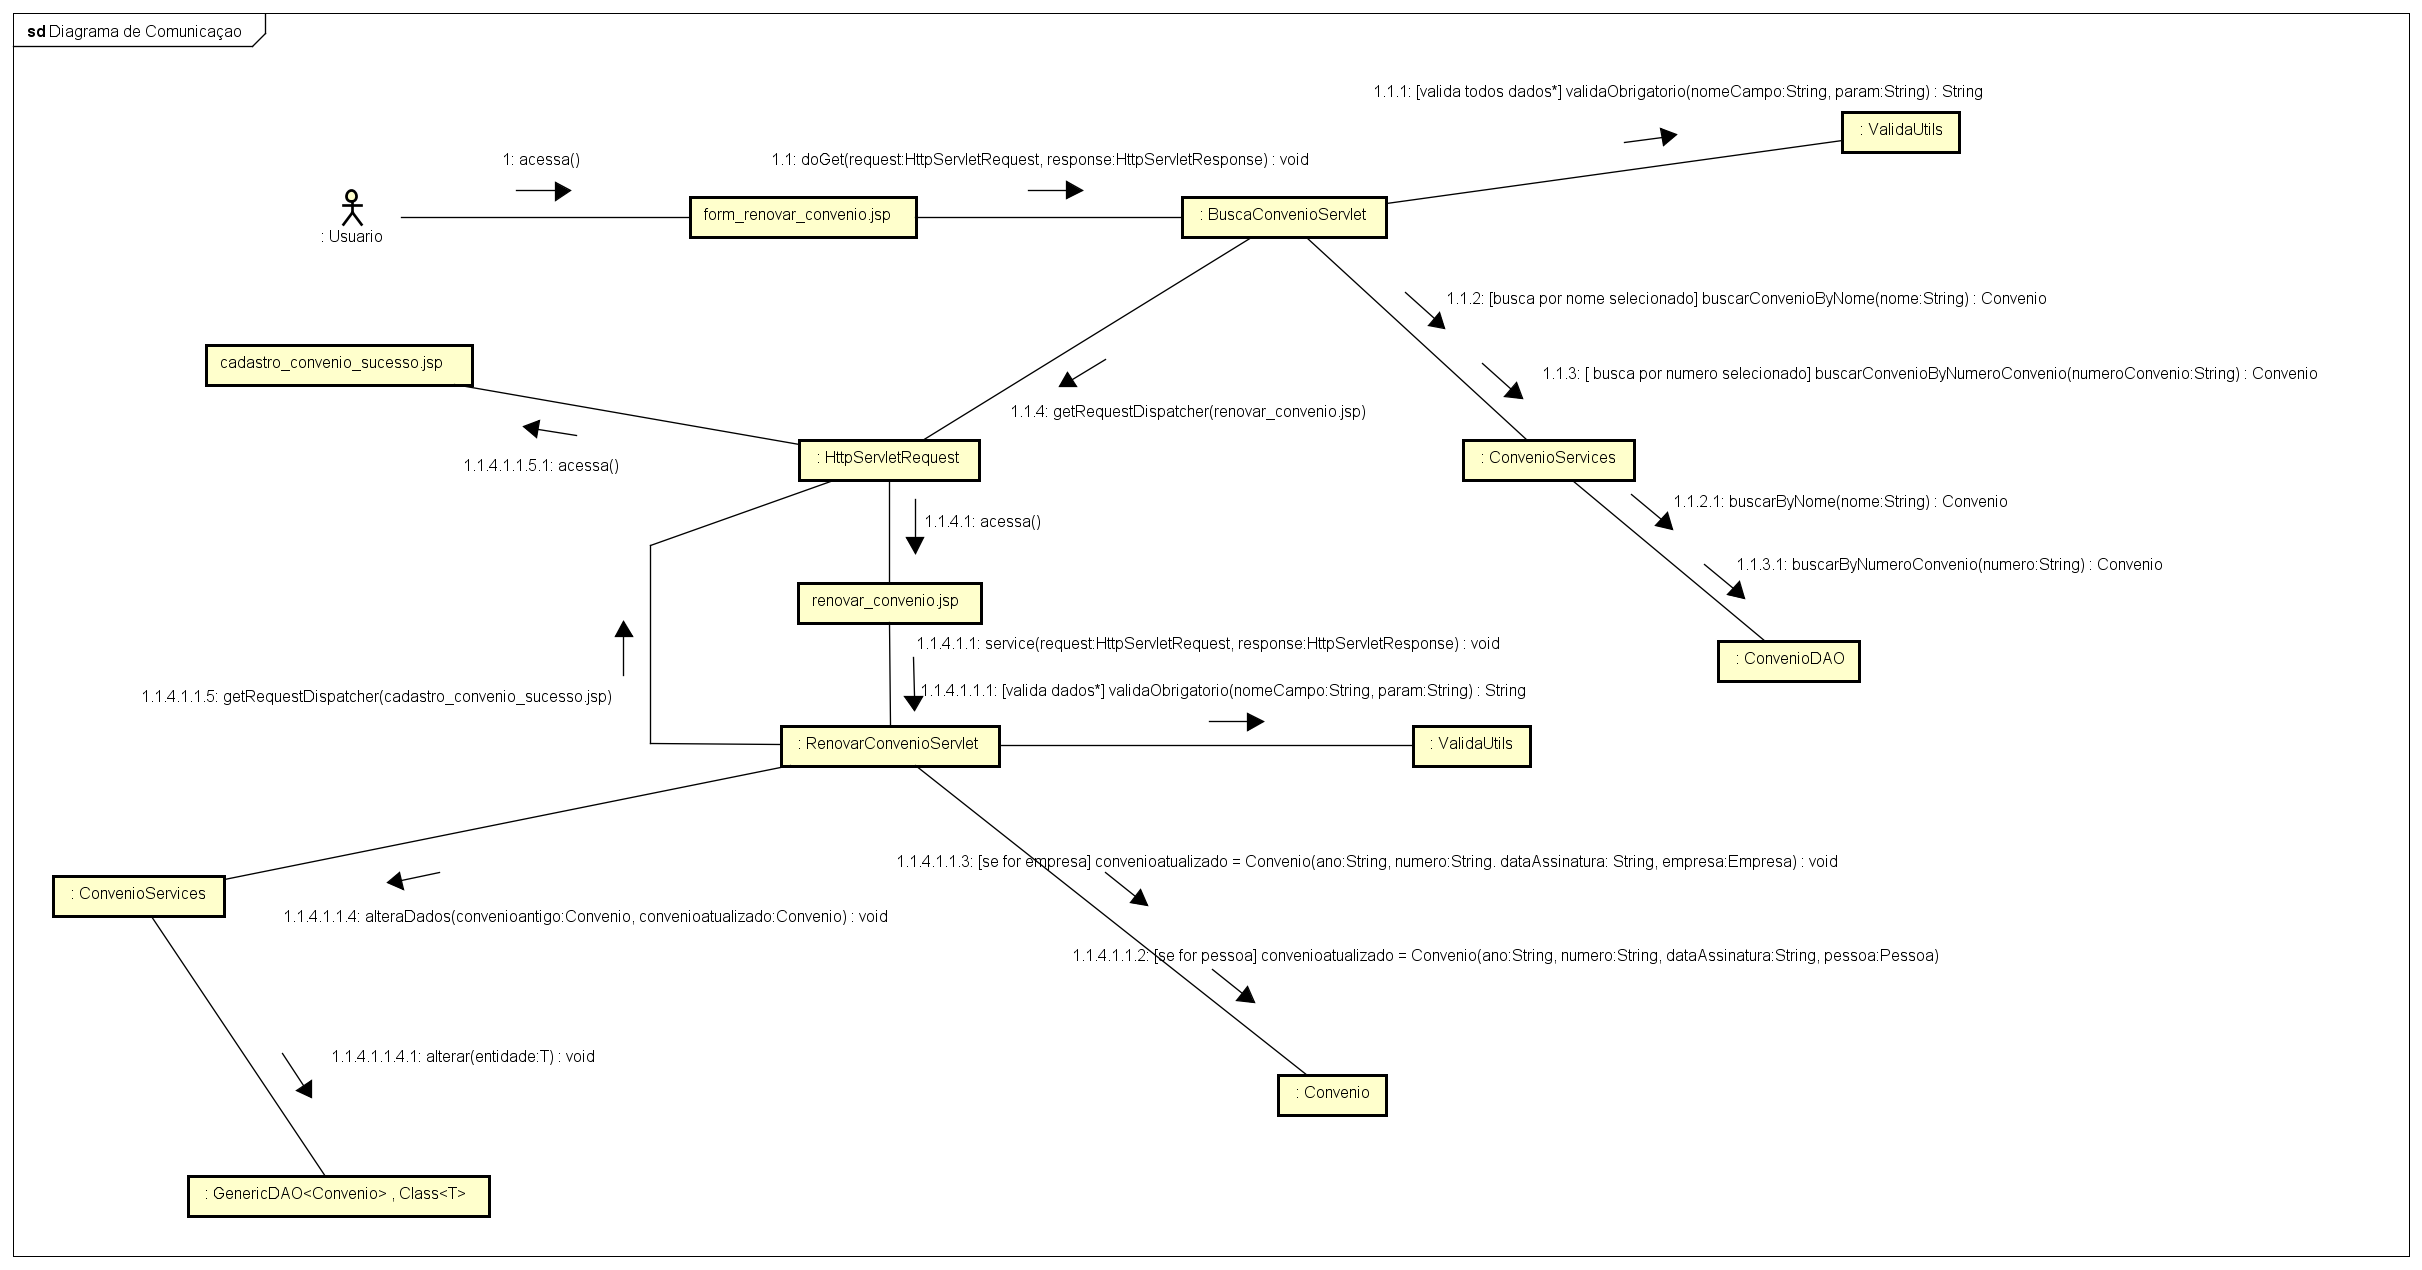 sd Diagrama de Comunicaçao
1.1.1: [valida todos dados*] validaObrigatorio(nomeCampo:String, param:String) : String
: ValidaUtils
1: acessa()
1.1: doGet(request:HttpServletRequest, response:HttpServletResponse) : void
: Usuario
form_renovar_convenio.jsp
: BuscaConvenioServlet
1.1.2: [busca por nome selecionado] buscarConvenioByNome(nome:String) : Convenio
cadastro_convenio_sucesso.jsp
1.1.3: [ busca por numero selecionado] buscarConvenioByNumeroConvenio(numeroConvenio:String) : Convenio
1.1.4: getRequestDispatcher(renovar_convenio.jsp)
1.1.4.1.1.5.1: acessa()
: HttpServletRequest
: ConvenioServices
1.1.2.1: buscarByNome(nome:String) : Convenio
1.1.4.1: acessa()
1.1.3.1: buscarByNumeroConvenio(numero:String) : Convenio
renovar_convenio.jsp
1.1.4.1.1: service(request:HttpServletRequest, response:HttpServletResponse) : void
: ConvenioDAO
1.1.4.1.1.5: getRequestDispatcher(cadastro_convenio_sucesso.jsp)
1.1.4.1.1.1: [valida dados*] validaObrigatorio(nomeCampo:String, param:String) : String
: RenovarConvenioServlet
: ValidaUtils
1.1.4.1.1.3: [se for empresa] convenioatualizado = Convenio(ano:String, numero:String. dataAssinatura: String, empresa:Empresa) : void
: ConvenioServices
1.1.4.1.1.4: alteraDados(convenioantigo:Convenio, convenioatualizado:Convenio) : void
1.1.4.1.1.2: [se for pessoa] convenioatualizado = Convenio(ano:String, numero:String, dataAssinatura:String, pessoa:Pessoa)
1.1.4.1.1.4.1: alterar(entidade:T) : void
: Convenio
: GenericDAO<Convenio> , Class<T>